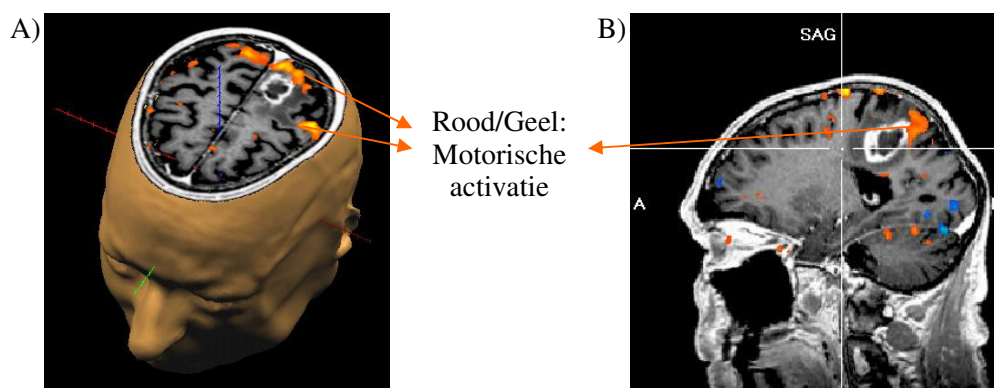 A)
B)
SAG
Rood/Geel:
Motorische
activatie
A